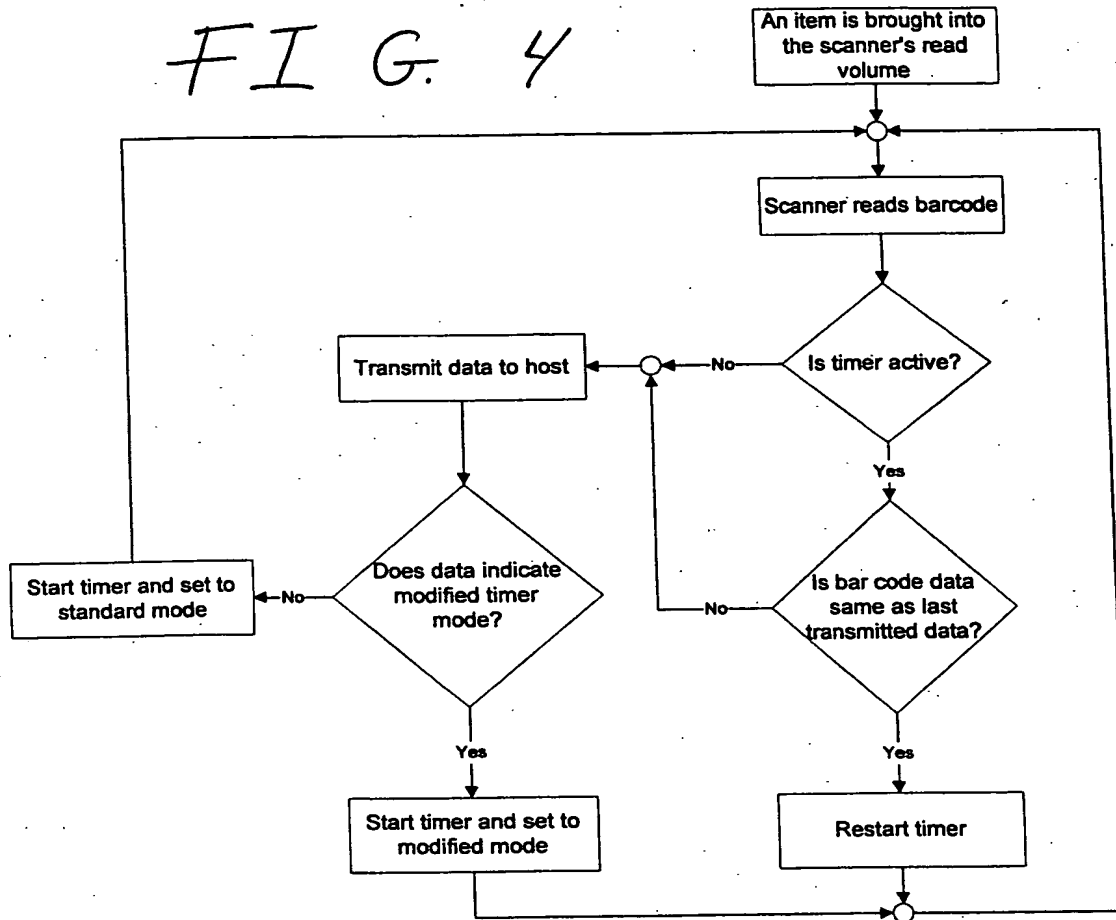 FIG. 4
An item is brought into
the scanner's read
volume
Scanner reads barcode
Is timer active?
No
Transmit data to host
Yes
Does data indicate
modified timer
mode?
No
Start timer and set to
standard mode
Is bar code data
same as last
transmitted data?
No
Yes
Start timer and set to
modified mode
Yes
Restart timer